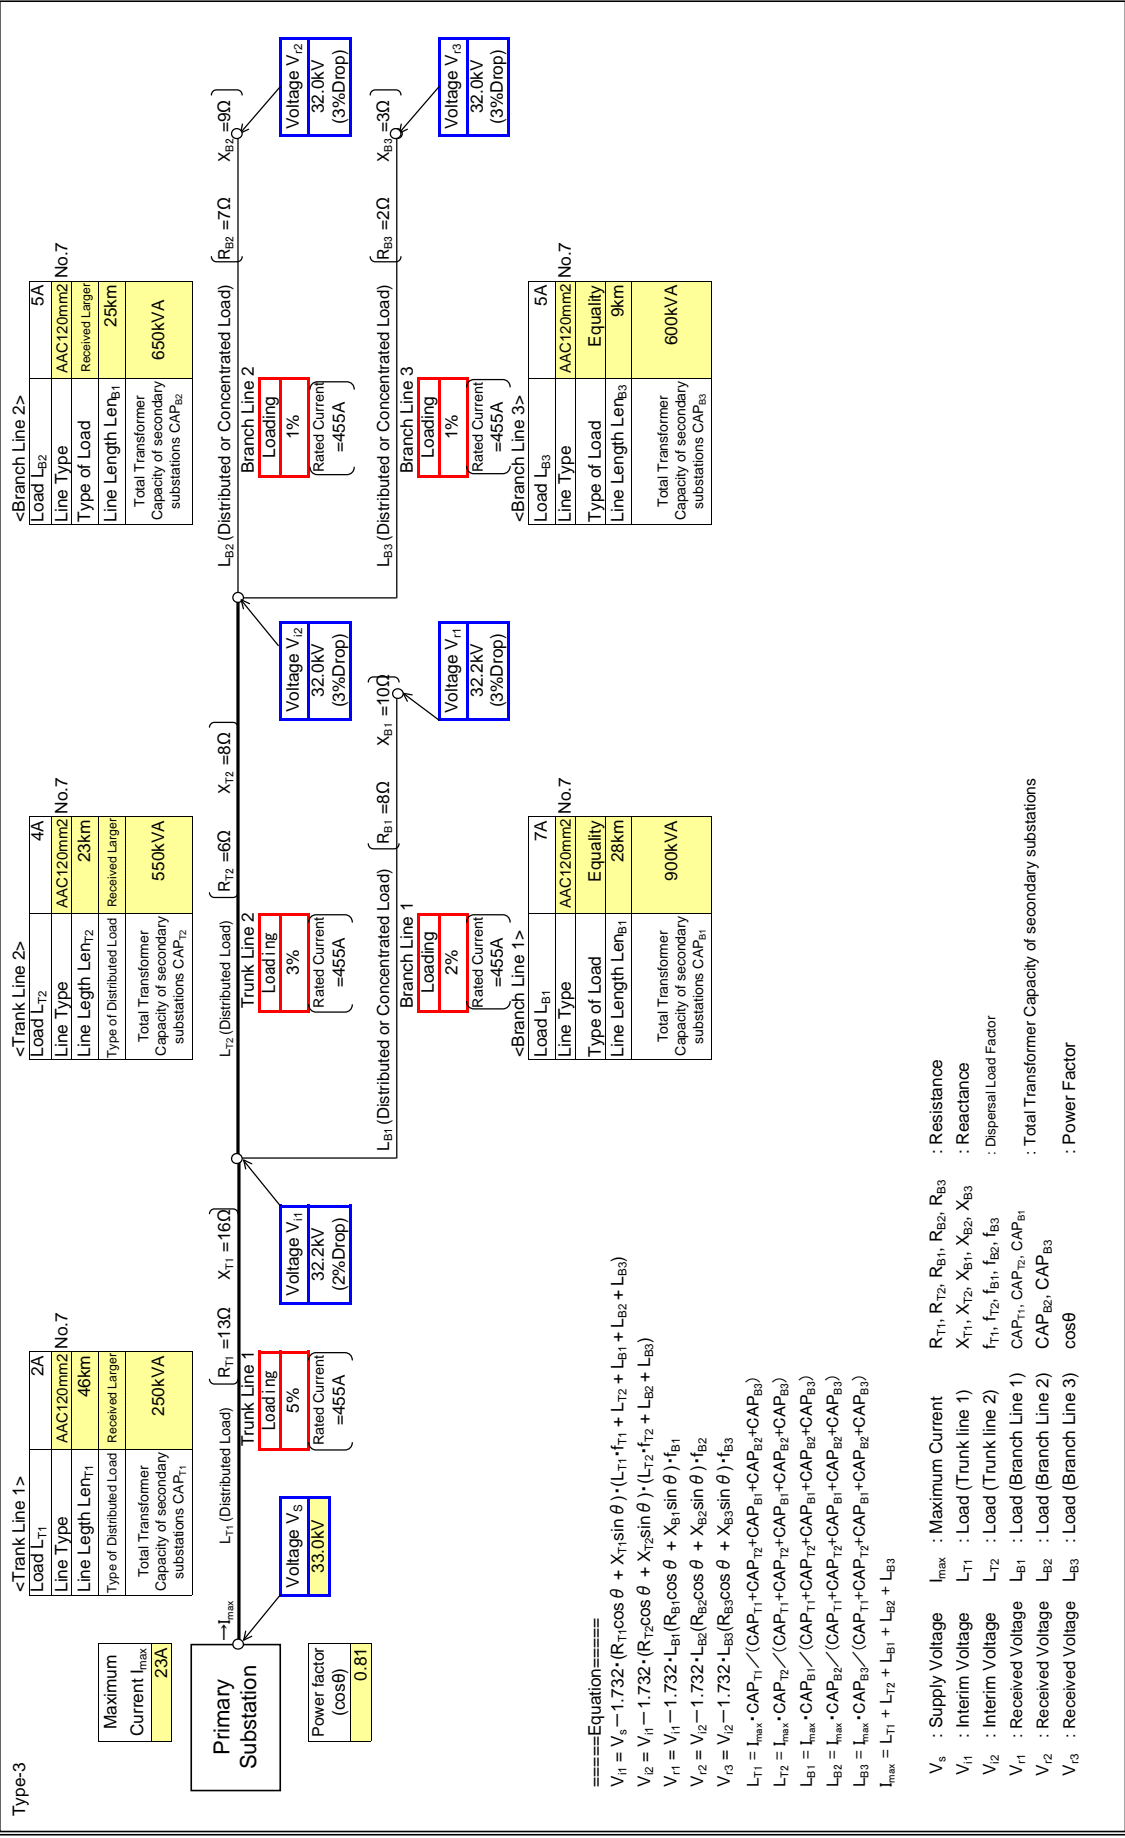 Type-3
Maximum
Current Imax
23A
Primary
Substation
Power factor
(cosθ)
0.81
→Imax
Voltage VS
33.0kV
<Trank Line 1>
Load LT1 2A
Line Type AAC120mm2 No.7
Line Legth LenT1 46km
Type of Distributed Load Received Larger
Total Transformer
Capacity of secondary
substations CAPT1
250kVA
LT1 (Distributed Load)
RT1 =13Ω XT1 =16Ω
Trunk Line 1
Loading
5%
Rated Current
=455A
Voltage Vi1
32.2kV
(2%Drop)
<Trank Line 2>
Load LT2 4A
Line Type AAC120mm2 No.7
Line Legth LenT2 23km
Type of Distributed Load Received Larger
Total Transformer
Capacity of secondary
substations CAPT2
550kVA
LT2 (Distributed Load)
RT2 =6Ω XT2 =8Ω
Trunk Line 2
Loading
3%
Rated Current
=455A
Voltage Vi2
32.0kV
(3%Drop)
LB1 (Distributed or Concentrated Load)
RB1 =8Ω XB1 =10Ω
Branch Line 1
Loading
2%
Rated Current
=455A
Voltage Vr1
32.2kV
(3%Drop)
<Branch Line 1>
Load LB1 7A
Line Type AAC120mm2 No.7
Type of Load Equality
Line Length LenB1 28km
Total Transformer
Capacity of secondary
substations CAPB1
900kVA
<Branch Line 2>
Load LB2 5A
Line Type AAC120mm2 No.7
Type of Load Received Larger
Line Length LenB1 25km
Total Transformer
Capacity of secondary
substations CAPB2
650kVA
LB2 (Distributed or Concentrated Load)
RB2 =7Ω XB2 =9Ω
Branch Line 2
Loading
1%
Rated Current
=455A
Voltage Vr2
32.0kV
(3%Drop)
LB3 (Distributed or Concentrated Load)
RB3 =2Ω XB3 =3Ω
Branch Line 3
Loading
1%
Rated Current
=455A
Voltage Vr3
32.0kV
(3%Drop)
<Branch Line 3>
Load LB3 5A
Line Type AAC120mm2 No.7
Type of Load Equality
Line Length LenB3 9km
Total Transformer
Capacity of secondary
substations CAPB3
600kVA
=====Equation=====
Vi1 = Vs－1.732・(RT1cos θ + XT1sin θ)・(LT1・fT1 + LT2 + LB1 + LB2 + LB3)
Vi2 = Vi1－1.732・(RT2cos θ + XT2sin θ)・(LT2・fT2 + LB2 + LB3)
Vr1 = Vi1－1.732・LB1(RB1cos θ + XB1sin θ)・fB1
Vr2 = Vi2－1.732・LB2(RB2cos θ + XB2sin θ)・fB2
Vr3 = Vi2－1.732・LB3(RB3cos θ + XB3sin θ)・fB3
LT1 = Imax・CAPT1／(CAPT1+CAPT2+CAPB1+CAPB2+CAPB3)
LT2 = Imax・CAPT2／(CAPT1+CAPT2+CAPB1+CAPB2+CAPB3)
LB1 = Imax・CAPB1／(CAPT1+CAPT2+CAPB1+CAPB2+CAPB3)
LB2 = Imax・CAPB2／(CAPT1+CAPT2+CAPB1+CAPB2+CAPB3)
LB3 = Imax・CAPB3／(CAPT1+CAPT2+CAPB1+CAPB2+CAPB3)
Imax = LT1 + LT2 + LB1 + LB2 + LB3
Vs : Supply Voltage Imax : Maximum Current RT1, RT2, RB1, RB2, RB3 : Resistance
Vi1 : Interim Voltage LT1 : Load (Trunk line 1) XT1, XT2, XB1, XB2, XB3 : Reactance
Vi2 : Interim Voltage LT2 : Load (Trunk line 2) fT1, fT2, fB1, fB2, fB3 : Dispersal Load Factor
Vr1 : Received Voltage LB1 : Load (Branch Line 1) CAPT1, CAPT2, CAPB1 : Total Transformer Capacity of secondary substations
Vr2 : Received Voltage LB2 : Load (Branch Line 2) CAPB2, CAPB3
Vr3 : Received Voltage LB3 : Load (Branch Line 3) cosθ : Power Factor